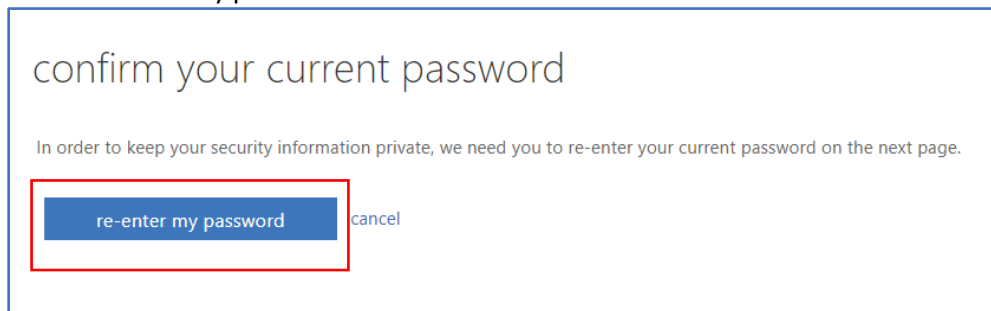 confirm your current password
In order to keep your security information private, we need you to re-enter your current password on the next page.
re-enter my password cancel